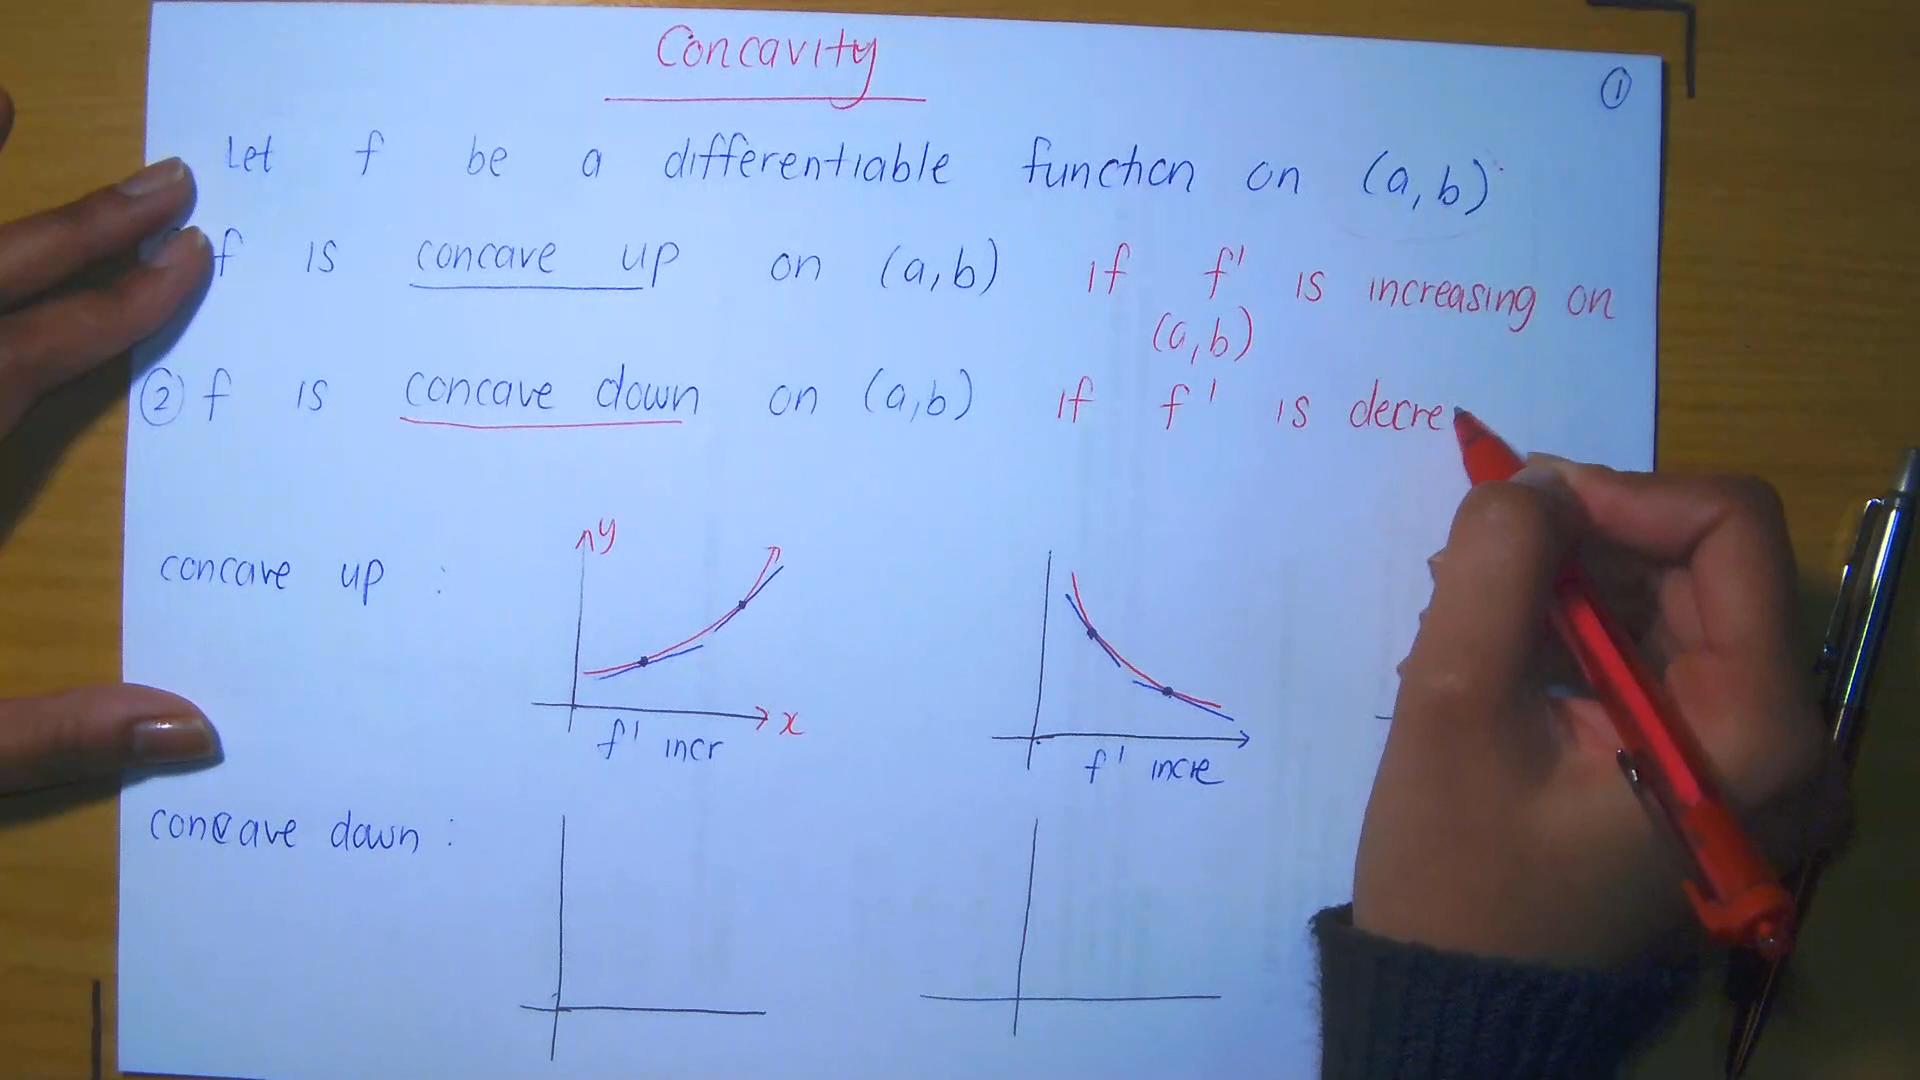 Concavity
①
Let f be a differentiable function on (a,b)
f is concave up on (a,b) if f' is increasing on
(a,b)
② f is concave down on (a,b) if f' is decre
concave up :
y
x
f' incr
f' incre
concave down :